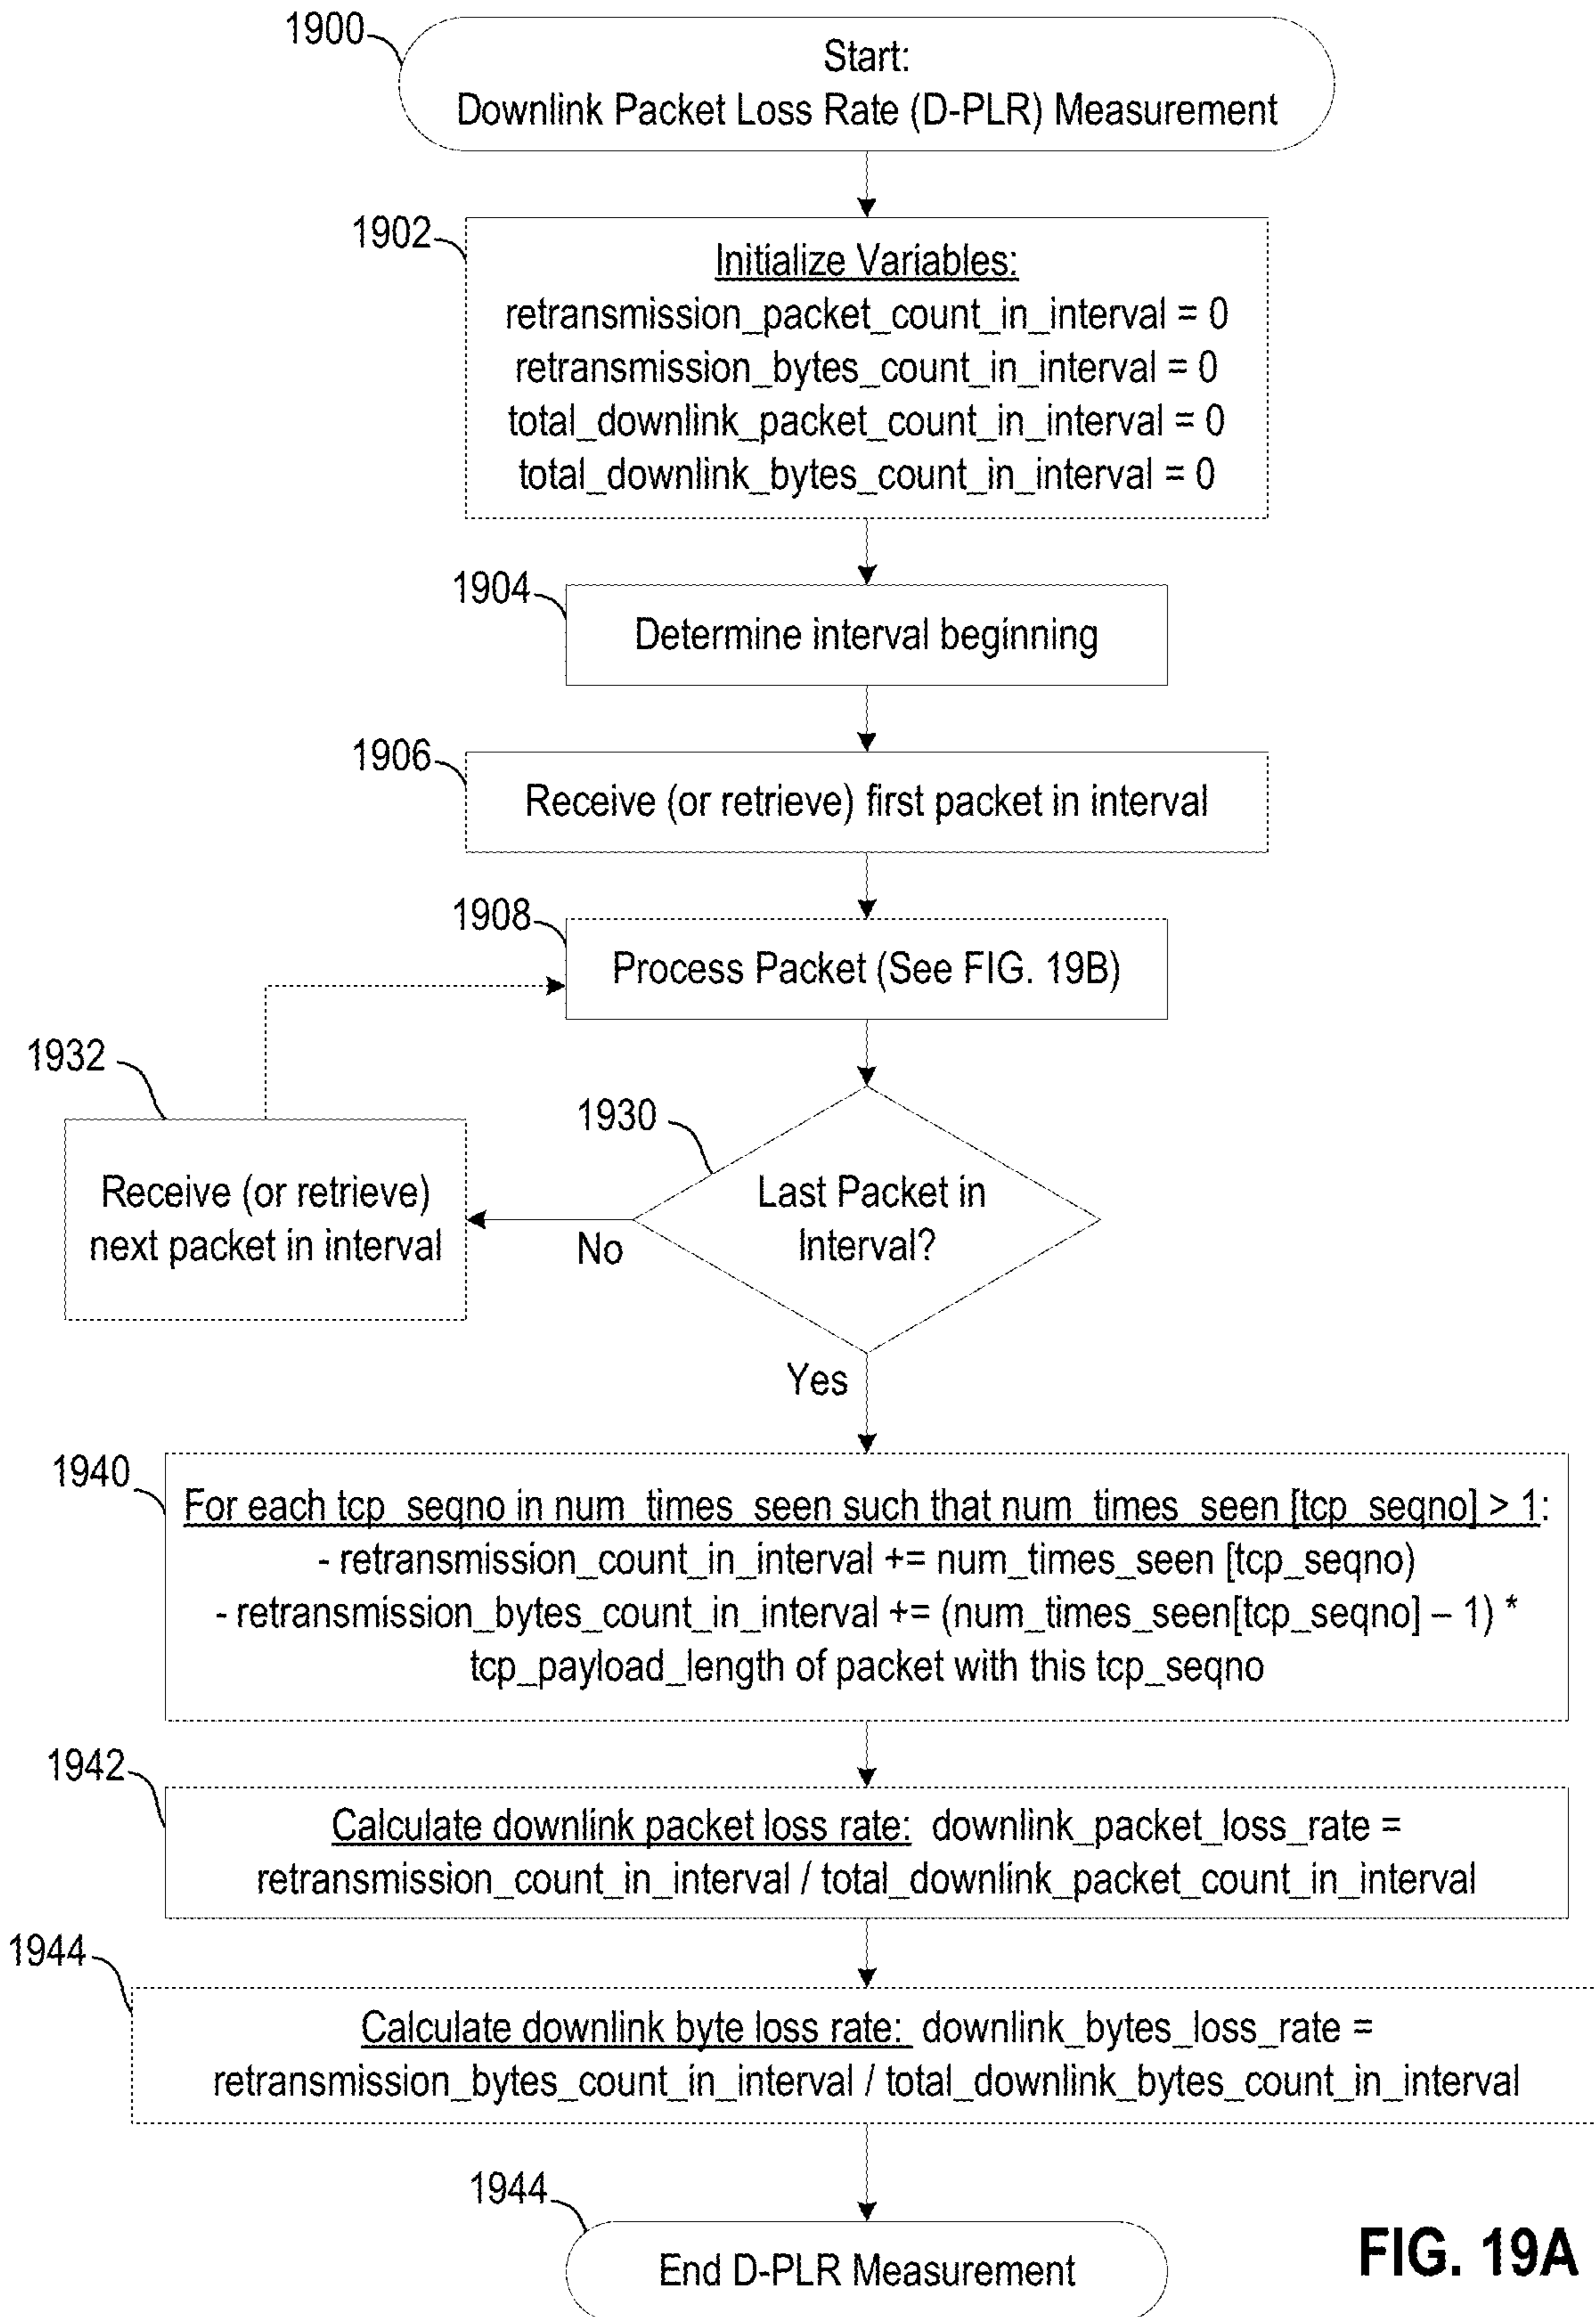 1900
Start:
Downlink Packet Loss Rate (D-PLR) Measurement
1902
Initialize Variables:
retransmission_packet_count_in_interval = 0
retransmission_bytes_count_in_interval = 0
total_downlink_packet_count_in_interval = 0
total_downlink_bytes_count_in_interval = 0
1904
Determine interval beginning
1906
Receive (or retrieve) first packet in interval
1908
Process Packet (See FIG. 19B)
1932
Receive (or retrieve)
next packet in interval
1930
Last Packet in
Interval?
No
Yes
1940
For each tcp_seqno in num_times_seen such that num_times_seen [tcp_seqno] > 1:
- retransmission_count_in_interval += num_times_seen [tcp_seqno)
- retransmission_bytes_count_in_interval += (num_times_seen[tcp_seqno] – 1) *
tcp_payload_length of packet with this tcp_seqno
1942
Calculate downlink packet loss rate: downlink_packet_loss_rate =
retransmission_count_in_interval / total_downlink_packet_count_in_interval
1944
Calculate downlink byte loss rate: downlink_bytes_loss_rate =
retransmission_bytes_count_in_interval / total_downlink_bytes_count_in_interval
1944
End D-PLR Measurement
FIG. 19A